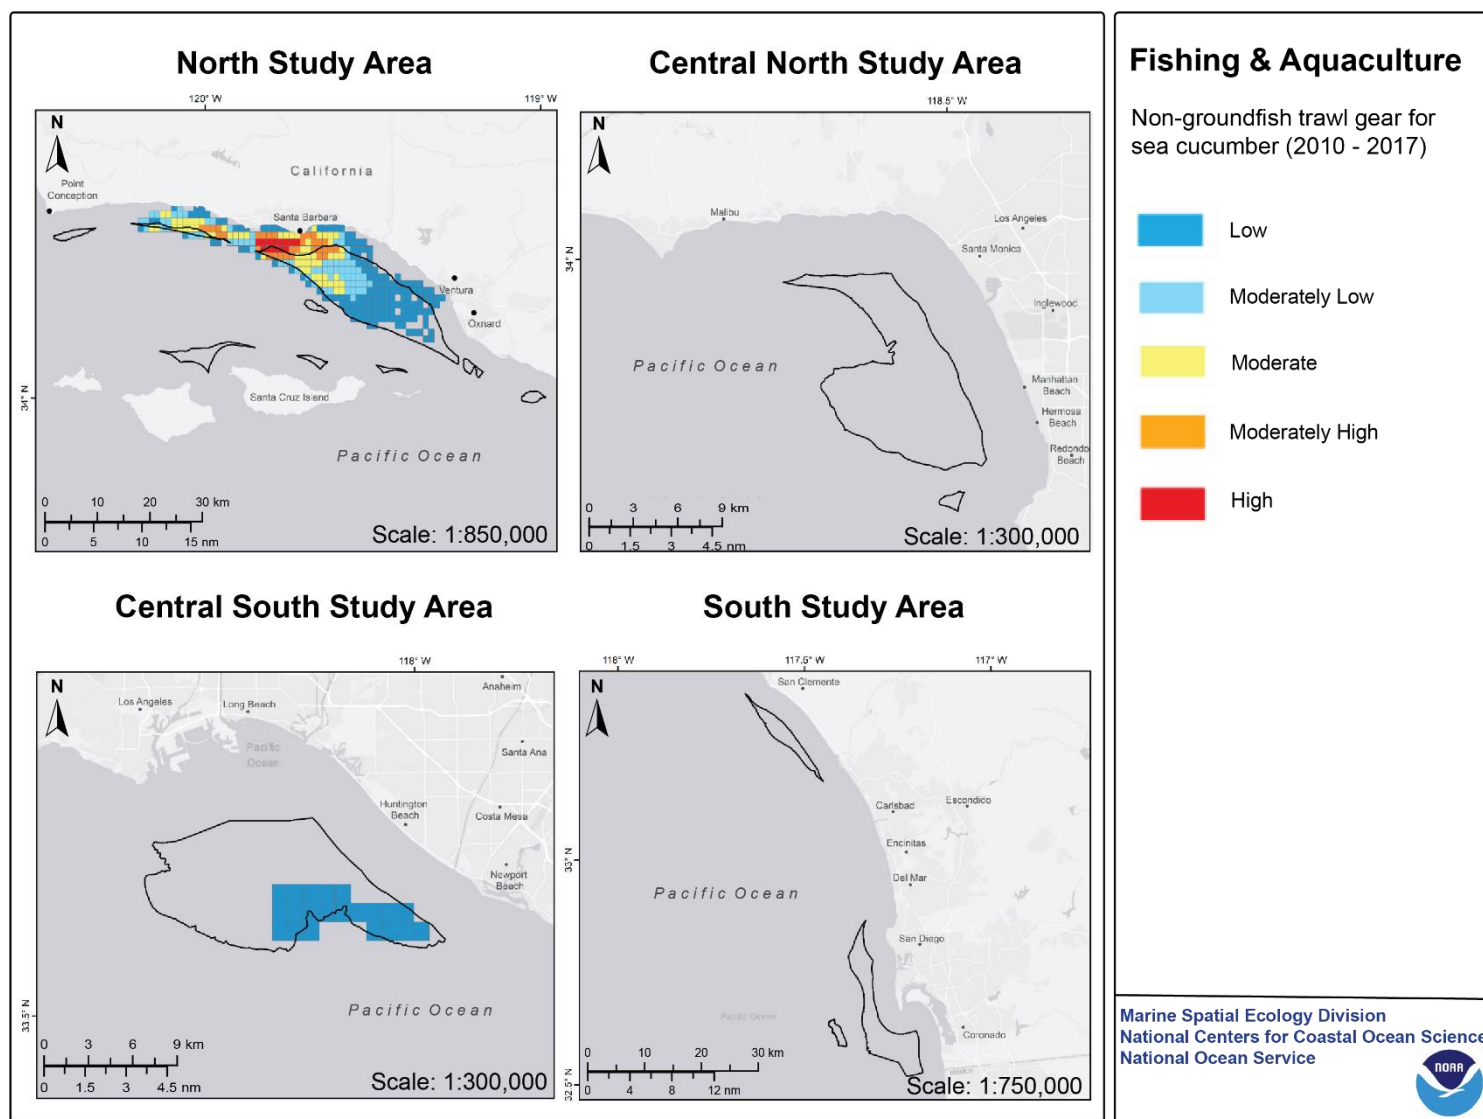 North Study Area
120° W
119° W
N
California
Point
Conception
Santa Barbara
Ventura
Oxnard
34° N
Santa Cruz Island
Pacific Ocean
0 10 20 30 km
0 5 10 15 nm
Scale: 1:850,000
Central North Study Area
118.5° W
N
Malibu
Los Angeles
Santa Monica
34° N
Inglewood
Pacific Ocean
Manhattan
Beach
Hermosa
Beach
Redondo
Beach
0 3 6 9 km
0 1.5 3 4.5 nm
Scale: 1:300,000
Central South Study Area
118° W
N
Anaheim
Los Angeles
Long Beach
Pacific
Ocean
Santa Ana
Huntington
Beach
Costa Mesa
Newport
Beach
33.5° N
Pacific Ocean
0 3 6 9 km
0 1.5 3 4.5 nm
Scale: 1:300,000
South Study Area
118° W
117.5° W
117° W
N
San Clemente
Carlsbad
Escondido
Encinitas
33° N
Del Mar
Pacific Ocean
San Diego
Pacific Ocean
Coronado
MEXICO
32.5° N
0 10 20 30 km
0 4 8 12 nm
Scale: 1:750,000
Fishing & Aquaculture
Non-groundfish trawl gear for
sea cucumber (2010 - 2017)
Low
Moderately Low
Moderate
Moderately High
High
Marine Spatial Ecology Division
National Centers for Coastal Ocean Science
National Ocean Service
NOAA